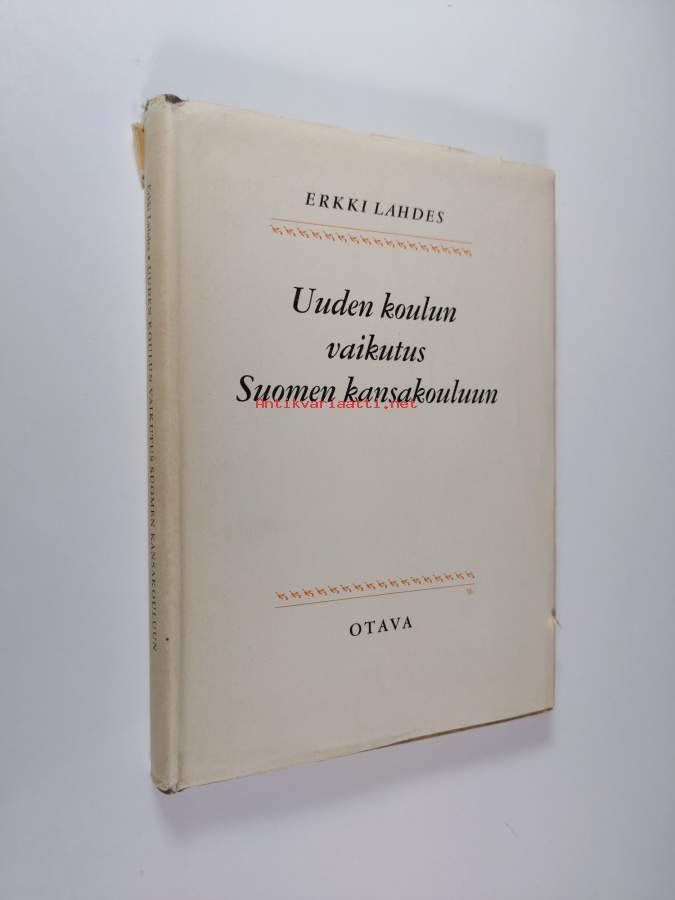 ERKKI LAHDES
Uuden koulun
vaikutus
Suomen kansakouluun
Antikvariaatti.net
OTAVA
Erkki Lahdes • UUDEN KOULUN VAIKUTUS SUOMEN KANSAKOULUUN